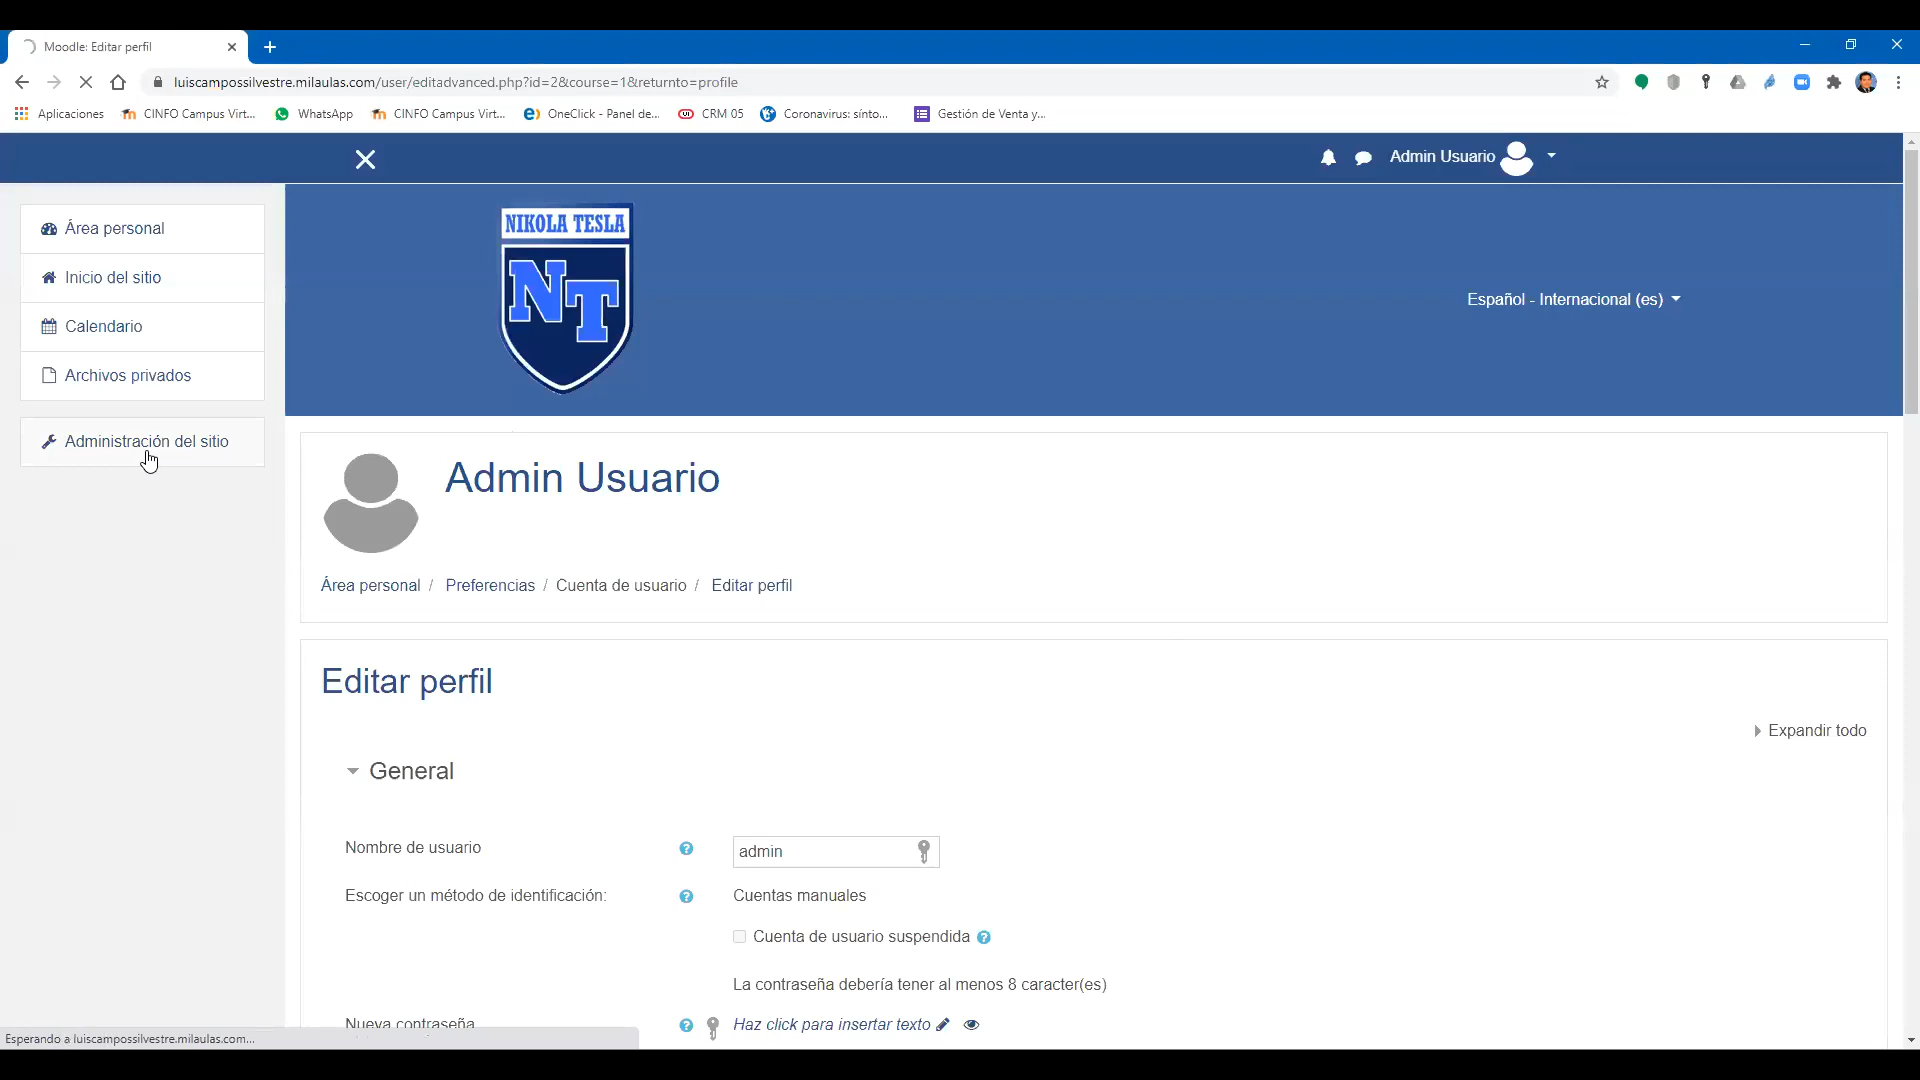 Moodle: Editar perfil
luiscampossilvestre.milaulas.com/user/editadvanced.php?id=2&course=1&returnto=profile
Aplicaciones CINFO Campus Virt... WhatsApp CINFO Campus Virt... OneClick - Panel de... CRM 05 Coronavirus: sínto... Gestión de Venta y...
Admin Usuario
Área personal
Inicio del sitio
Calendario
Archivos privados
Administración del sitio
NIKOLA TESLA
NT
Español - Internacional (es)
Admin Usuario
Área personal / Preferencias / Cuenta de usuario / Editar perfil
Editar perfil
Expandir todo
General
Nombre de usuario admin
Escoger un método de identificación: Cuentas manuales
Cuenta de usuario suspendida
La contraseña debería tener al menos 8 caracter(es)
Nueva contraseña Haz click para insertar texto
Esperando a luiscampossilvestre.milaulas.com...